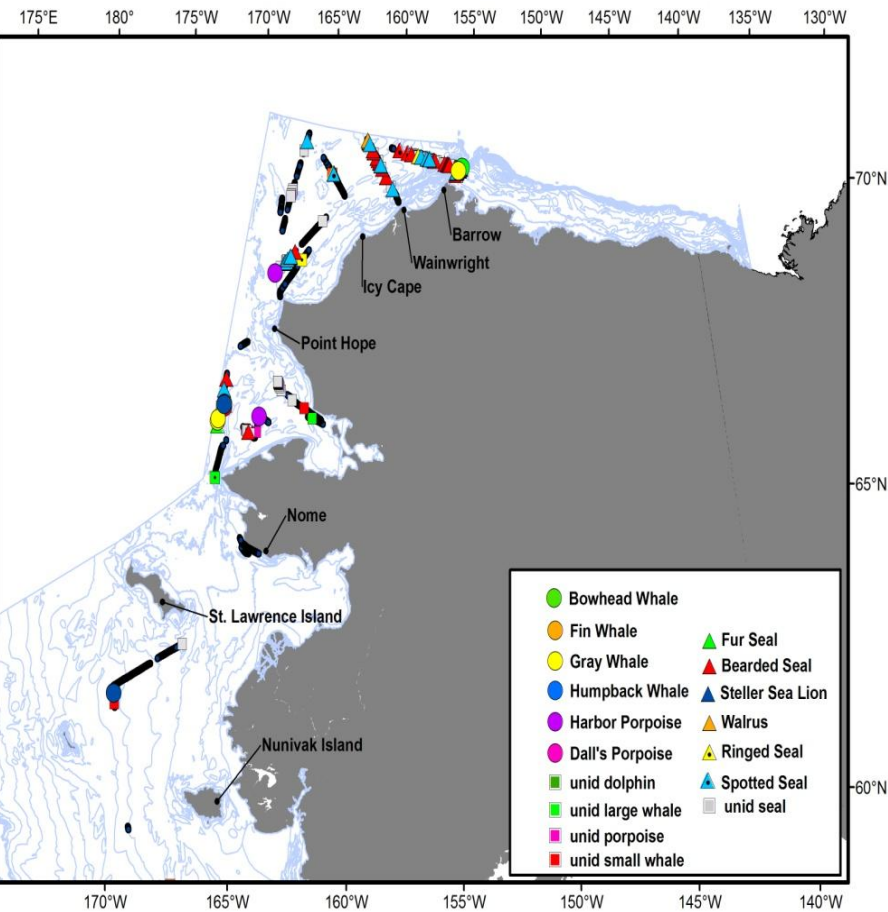 175°E 180° 175°W 170°W 165°W 160°W 155°W 150°W 145°W 140°W 135°W 130°W
70°N
Barrow
Wainwright
Icy Cape
Point Hope
65°N
Nome
St. Lawrence Island
Nunivak Island
60°N
Bowhead Whale
Fin Whale
Gray Whale
Humpback Whale
Harbor Porpoise
Dall's Porpoise
unid dolphin
unid large whale
unid porpoise
unid small whale
Fur Seal
Bearded Seal
Steller Sea Lion
Walrus
Ringed Seal
Spotted Seal
unid seal
170°W 165°W 160°W 155°W 150°W 145°W 140°W